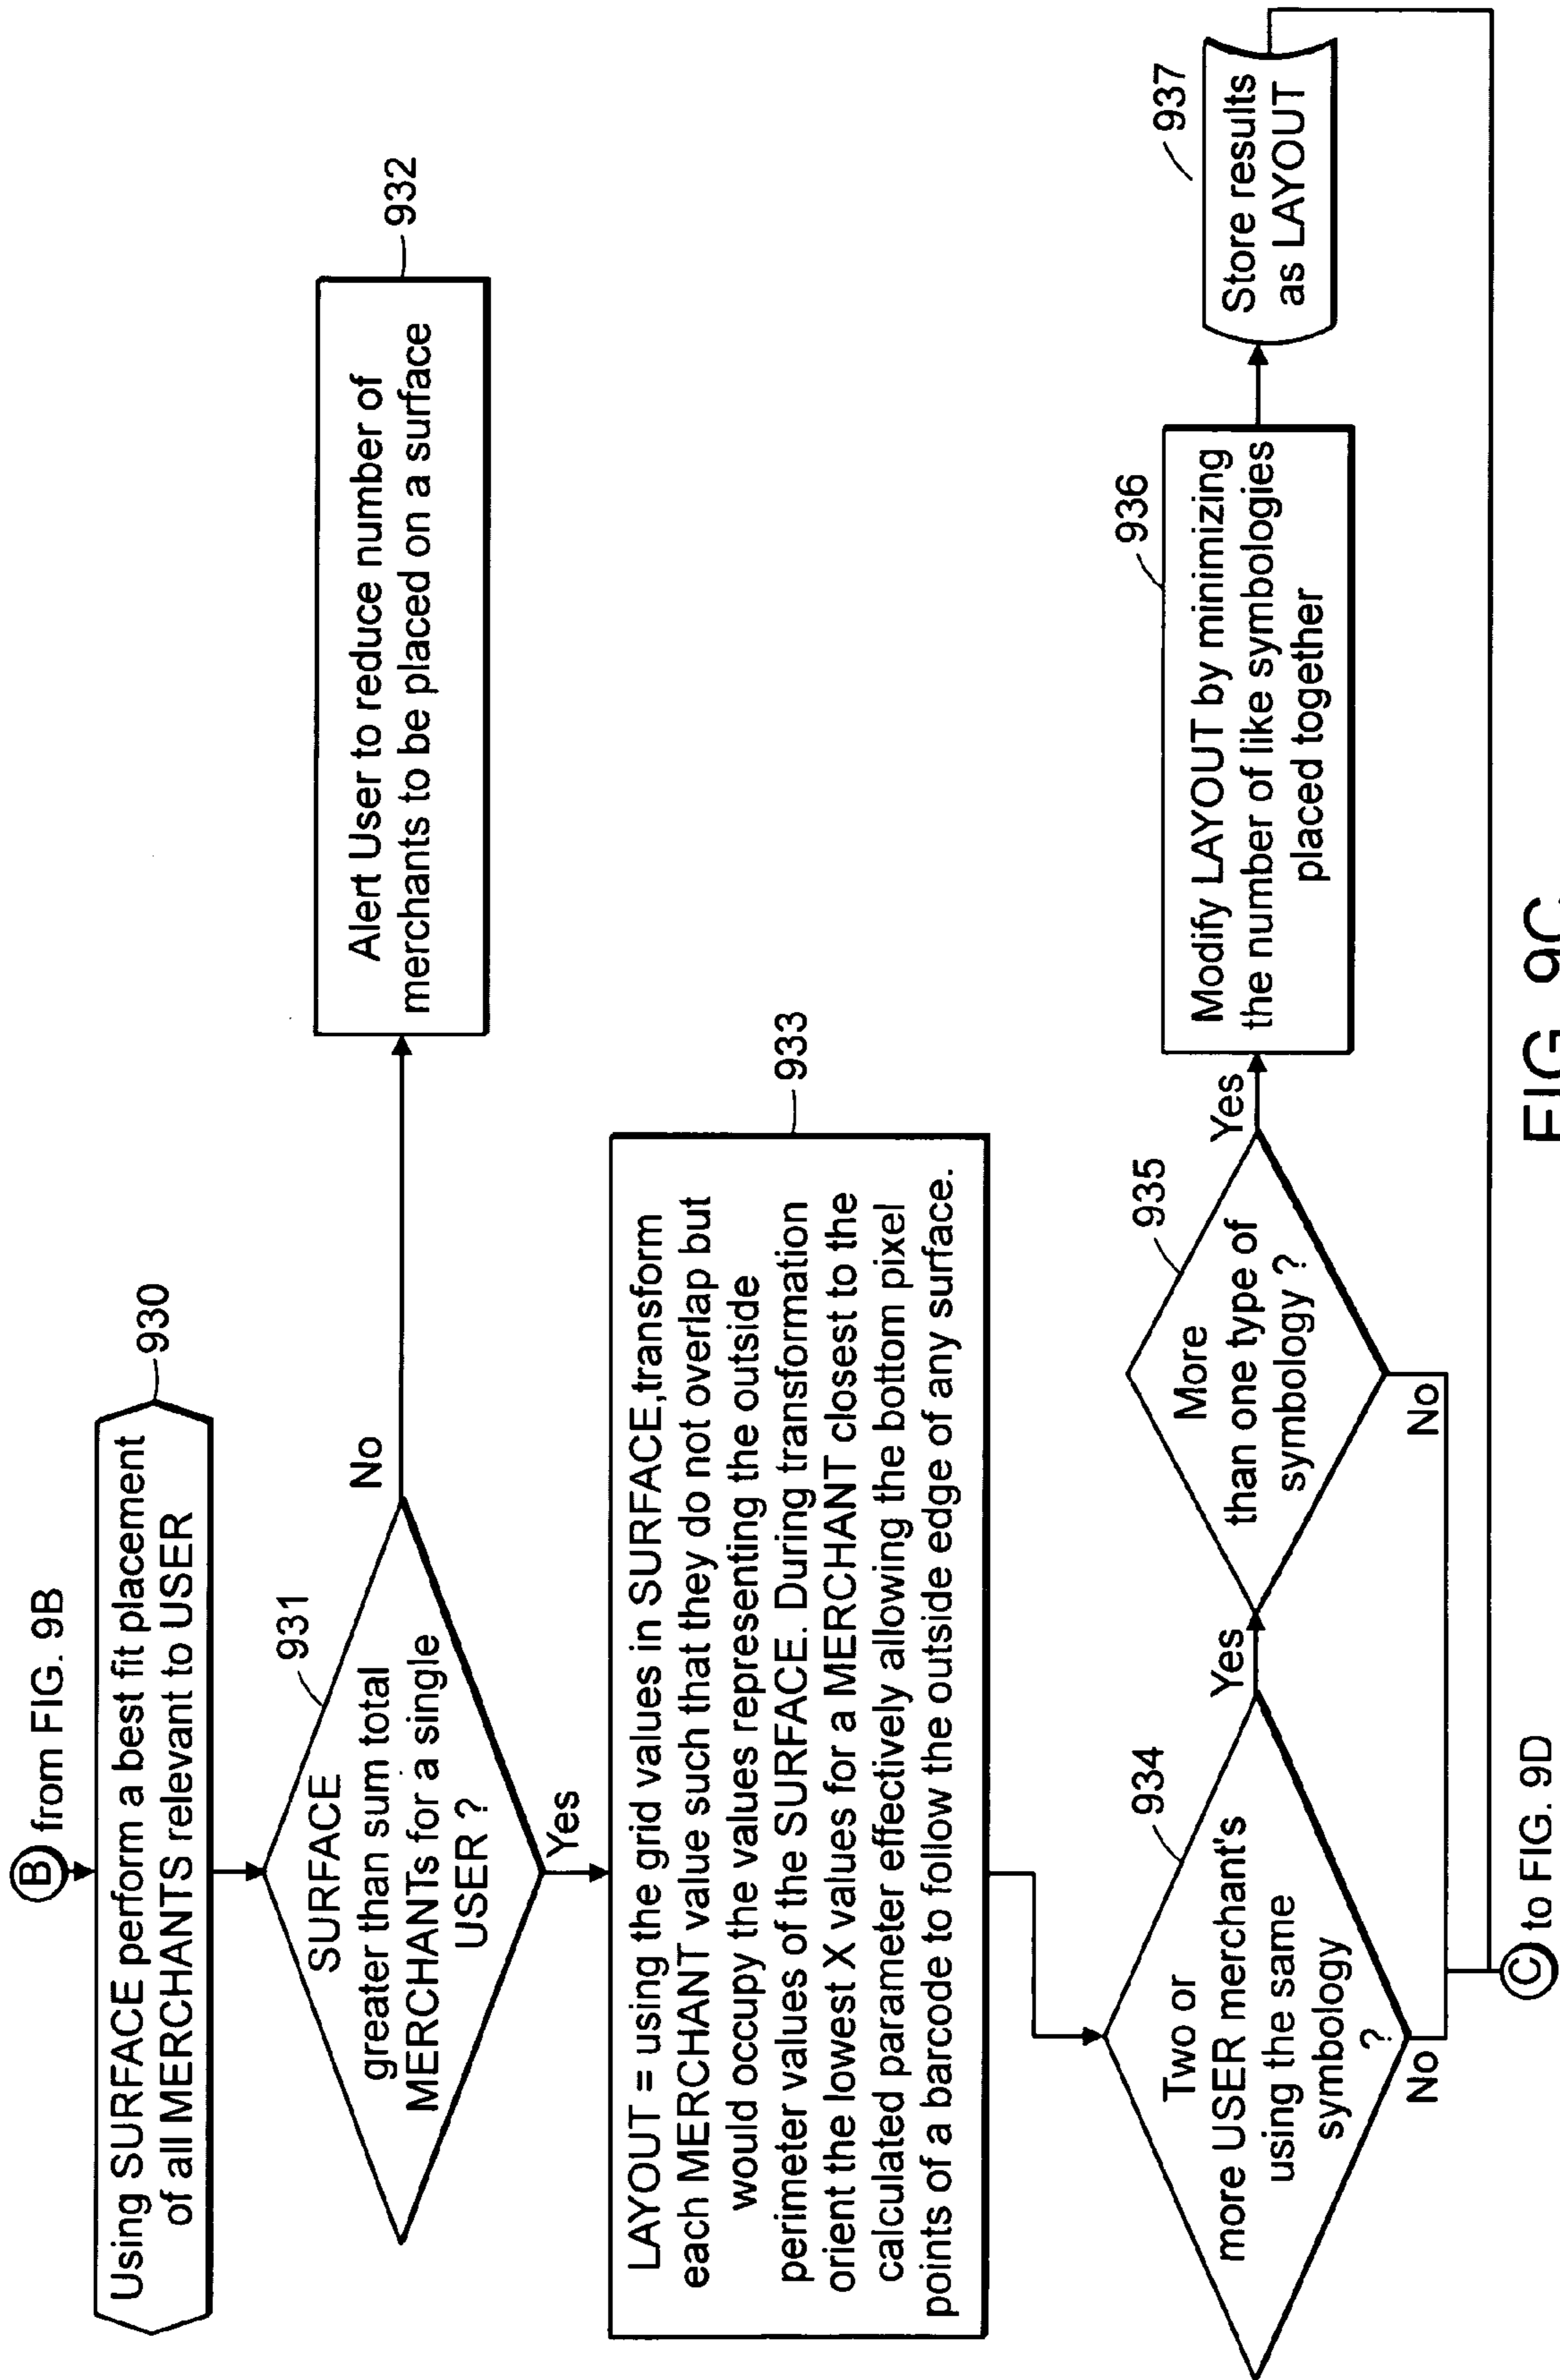 B from FIG. 9B
930
Using SURFACE perform a best fit placement
of all MERCHANTS relevant to USER
931
SURFACE
greater than sum total
MERCHANTs for a single
USER ?
No
932
Alert User to reduce number of
merchants to be placed on a surface
Yes
933
LAYOUT = using the grid values in SURFACE,transform
each MERCHANT value such that they do not overlap but
would occupy the values representing the outside
perimeter values of the SURFACE. During transformation
orient the lowest X values for a MERCHANT closest to the
calculated parameter effectively allowing the bottom pixel
points of a barcode to follow the outside edge of any surface.
934
Two or
more USER merchant's
using the same
symbology
?
Yes
No
935
More
than one type of
symbology ?
Yes
No
936
Modify LAYOUT by minimizing
the number of like symbologies
placed together
937
Store results
as LAYOUT
C to FIG. 9D
FIG. 9C